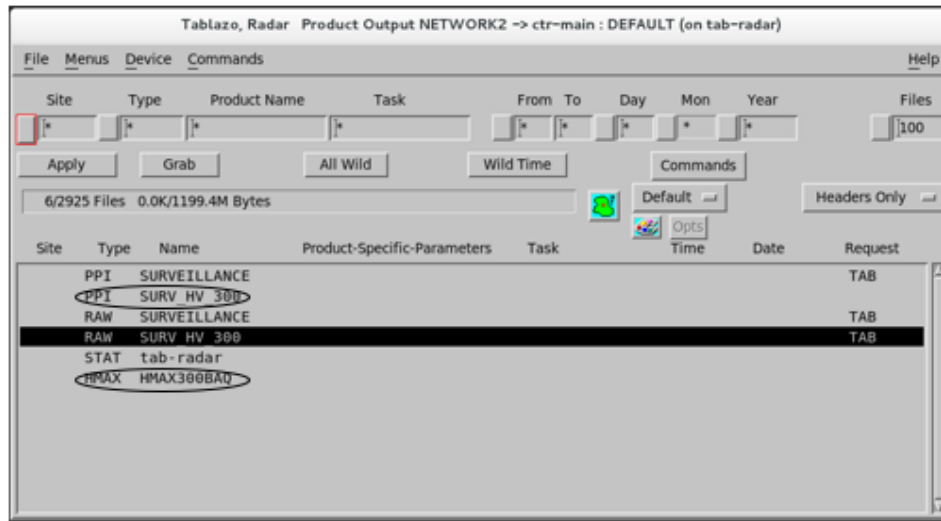 Tablazo, Radar Product Output NETWORK2 -> ctr-main : DEFAULT (on tab-radar)
File Menus Device Commands Help
Site Type Product Name Task From To Day Mon Year Files
* * * * * * * * * 100
Apply Grab All Wild Wild Time Commands
6/2925 Files 0.0K/1199.4M Bytes Default Headers Only
Opts
Site Type Name Product-Specific-Parameters Task Time Date Request
PPI SURVEILLANCE TAB
PPI SURV_HV_300
RAW SURVEILLANCE TAB
RAW SURV_HV_300 TAB
STAT tab-radar
HMAX HMAX300BAQ